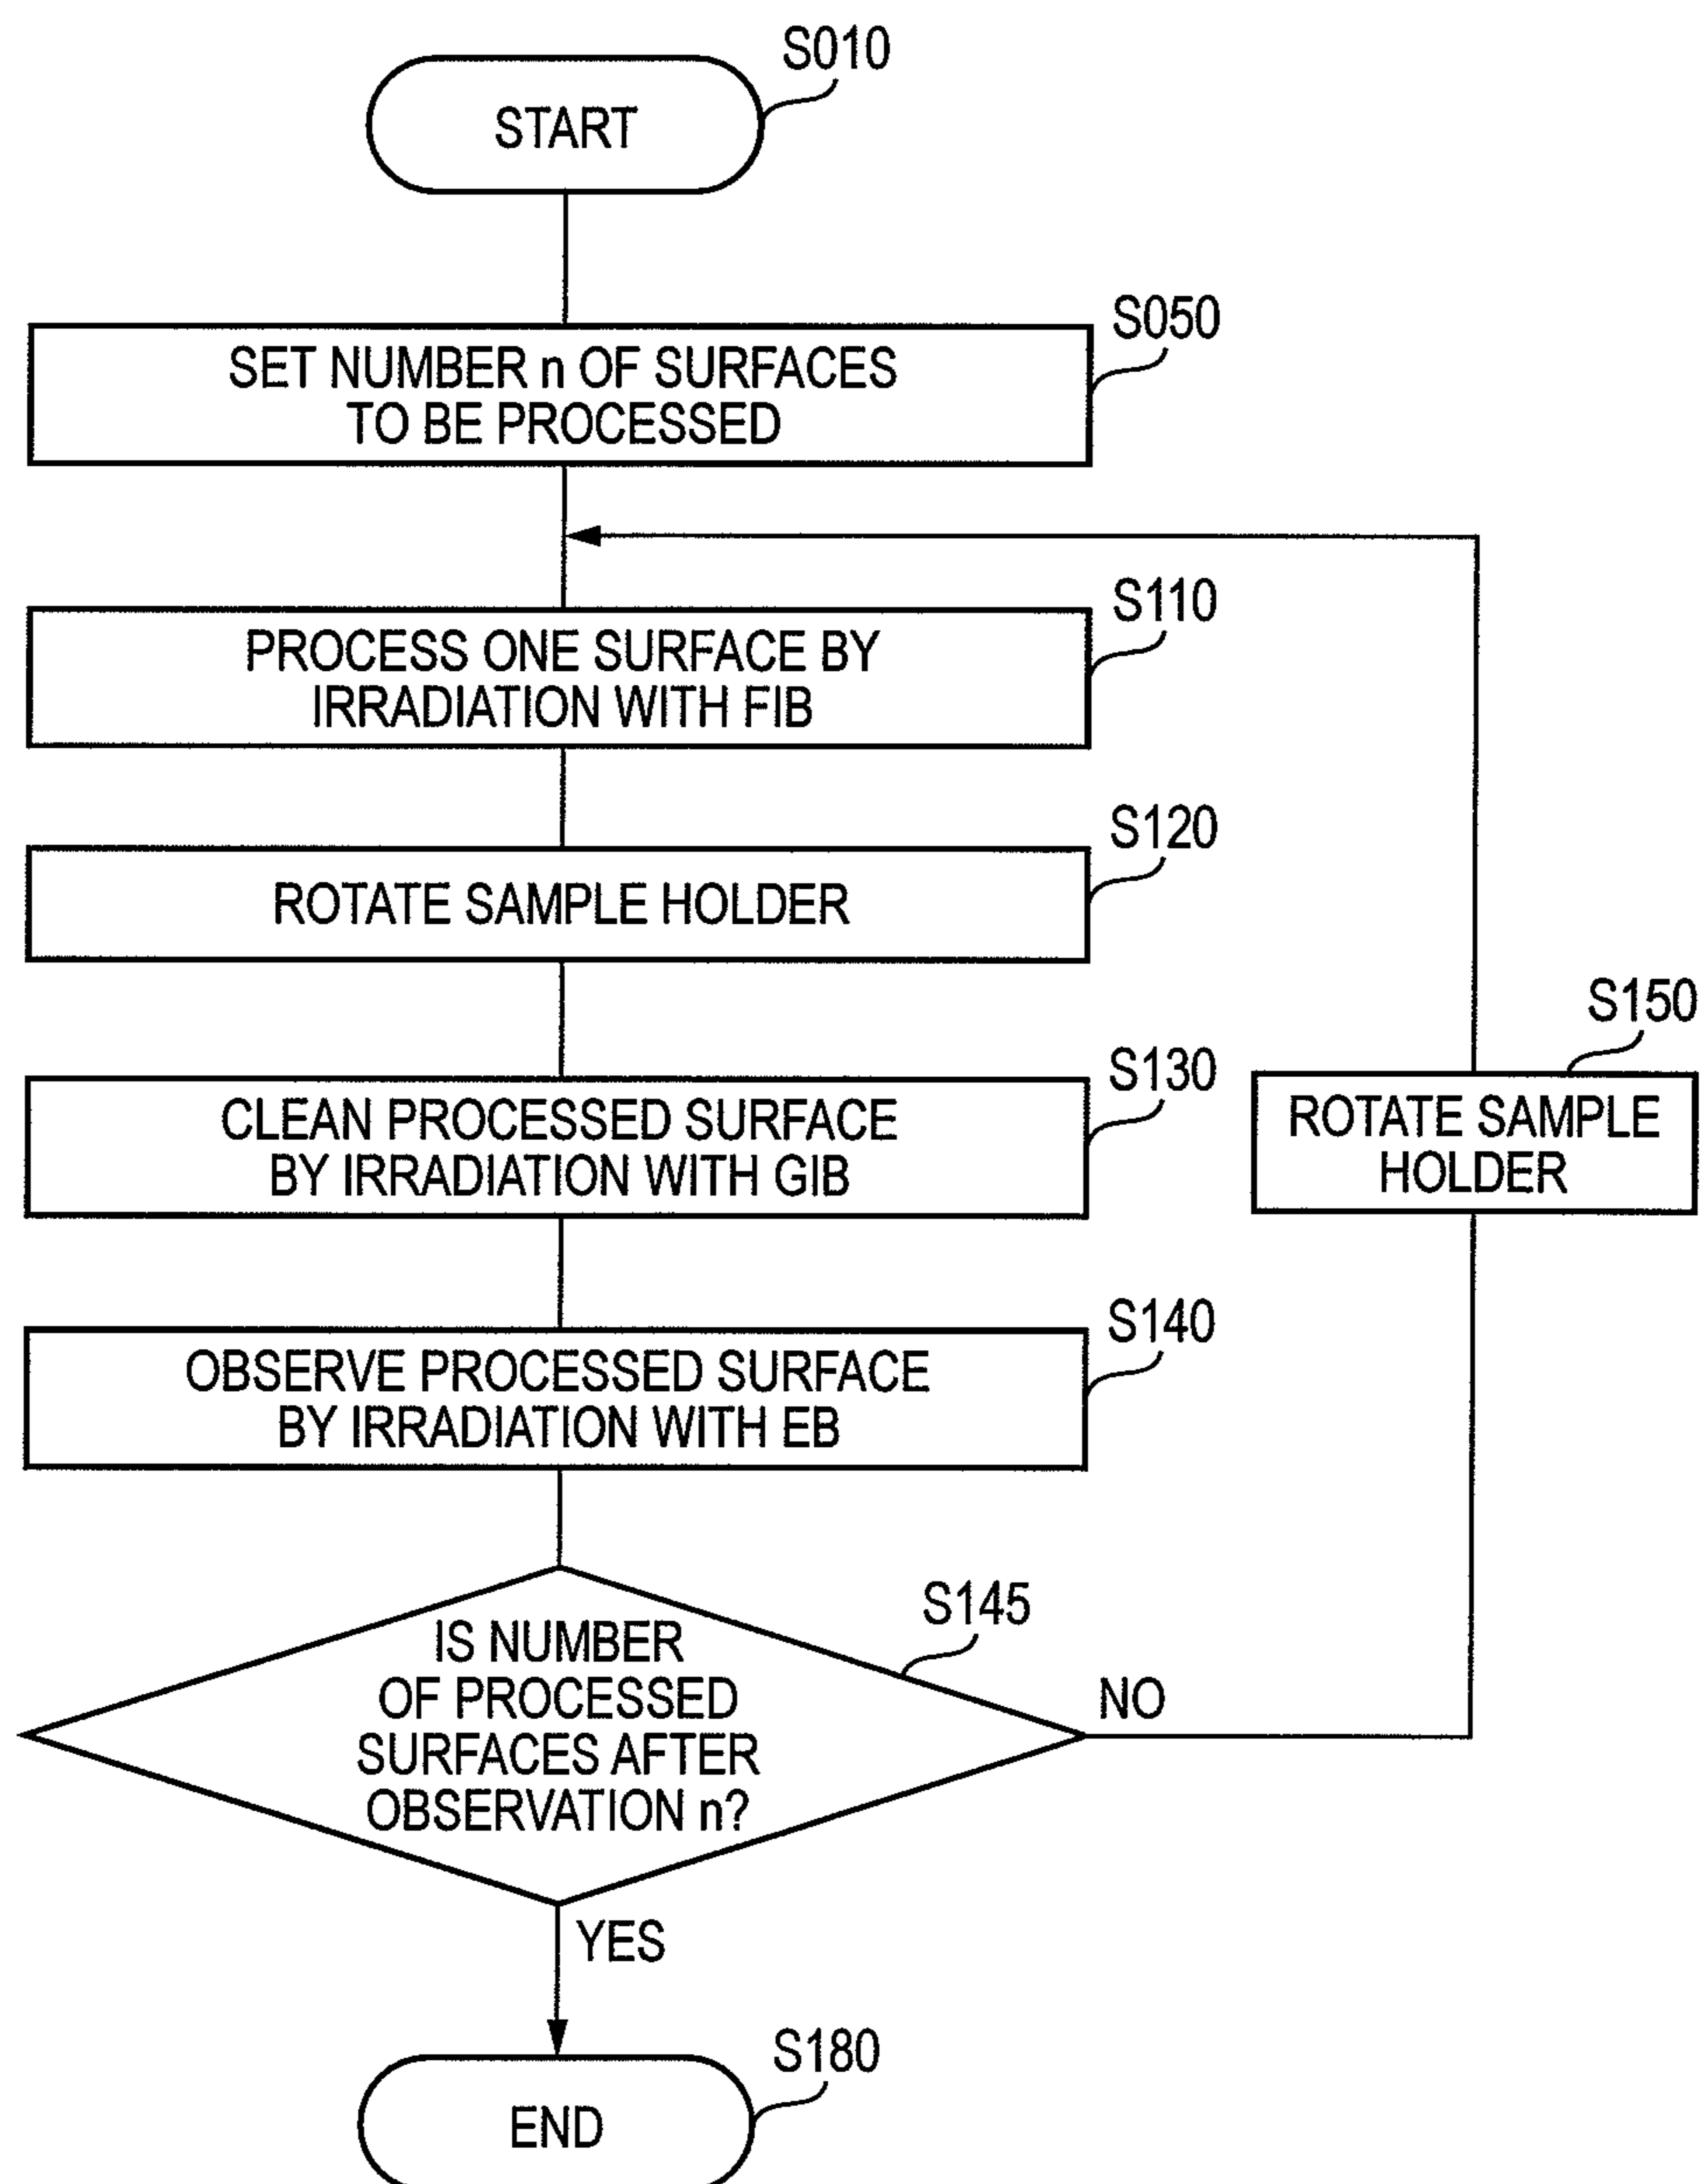 S010
START
S050
SET NUMBER n OF SURFACES
TO BE PROCESSED
S110
PROCESS ONE SURFACE BY
IRRADIATION WITH FIB
S120
ROTATE SAMPLE HOLDER
S130
CLEAN PROCESSED SURFACE
BY IRRADIATION WITH GIB
S150
ROTATE SAMPLE
HOLDER
S140
OBSERVE PROCESSED SURFACE
BY IRRADIATION WITH EB
S145
IS NUMBER
OF PROCESSED
SURFACES AFTER
OBSERVATION n?
NO
YES
S180
END